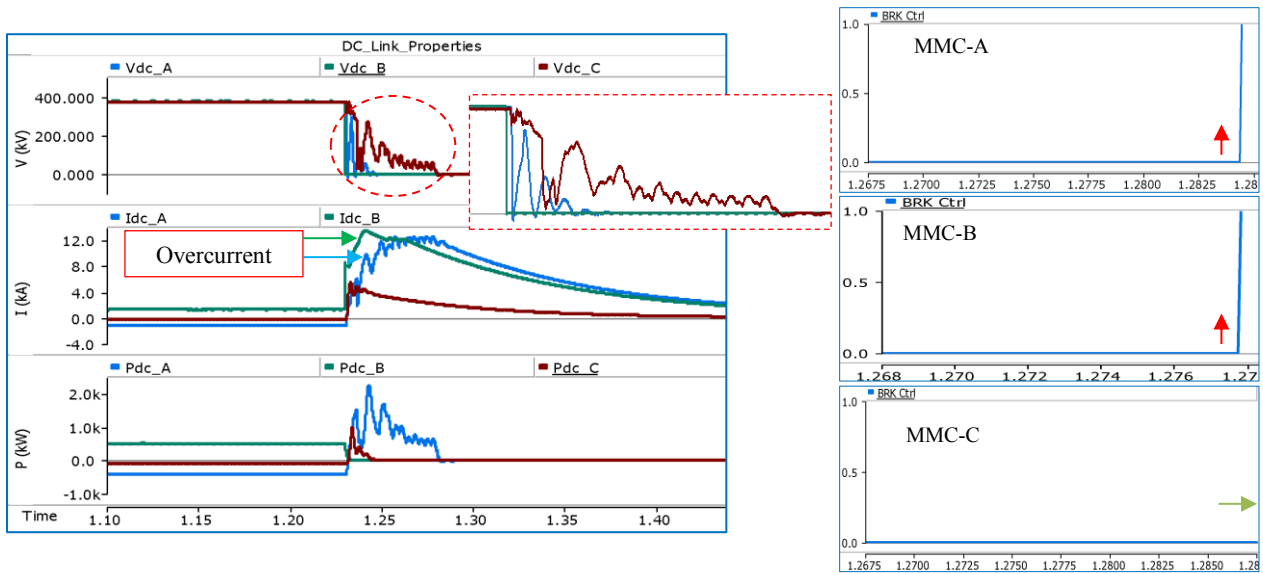 DC_Link_Properties
Vdc_A Vdc_B Vdc_C
400.000
200.000
0.000
V (kV)
Idc_A Idc_B
12.0
8.0
4.0
0.0
-4.0
I (kA)
Overcurrent
Pdc_A Pdc_B Pdc_C
2.0k
1.0k
0.0
-1.0k
P (kW)
Time 1.10 1.15 1.20 1.25 1.30 1.35 1.40
BRK Ctrl
MMC-A
1.0
0.5
0.0
1.2675 1.2700 1.2725 1.2750 1.2775 1.2800 1.2825 1.28
BRK Ctrl
MMC-B
1.0
0.5
0.0
1.268 1.270 1.272 1.274 1.276 1.27
BRK Ctrl
MMC-C
1.0
0.5
0.0
1.2675 1.2700 1.2725 1.2750 1.2775 1.2800 1.2825 1.2850 1.28